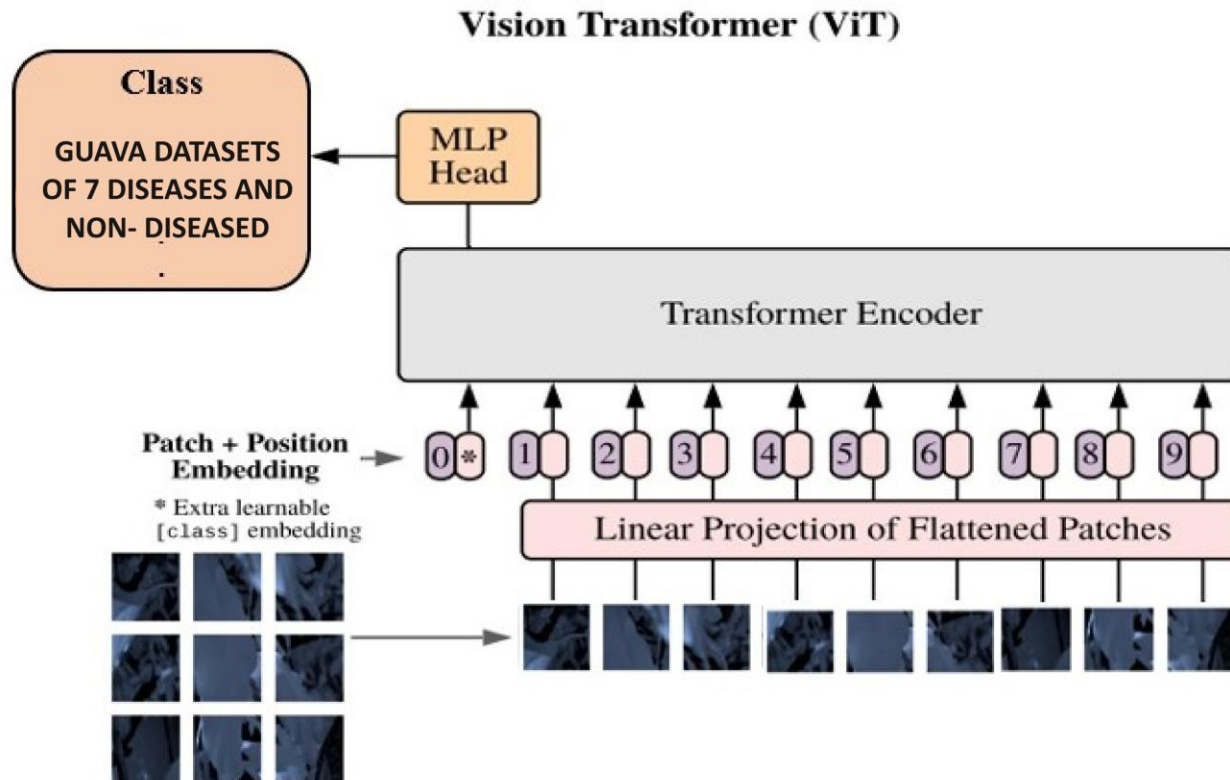 Vision Transformer (ViT)
Class
GUAVA DATASETS
OF 7 DISEASES AND
NON- DISEASED
.
MLP
Head
Transformer Encoder
Patch + Position
Embedding
0 * 1 2 3 4 5 6 7 8 9
* Extra learnable
[class] embedding
Linear Projection of Flattened Patches